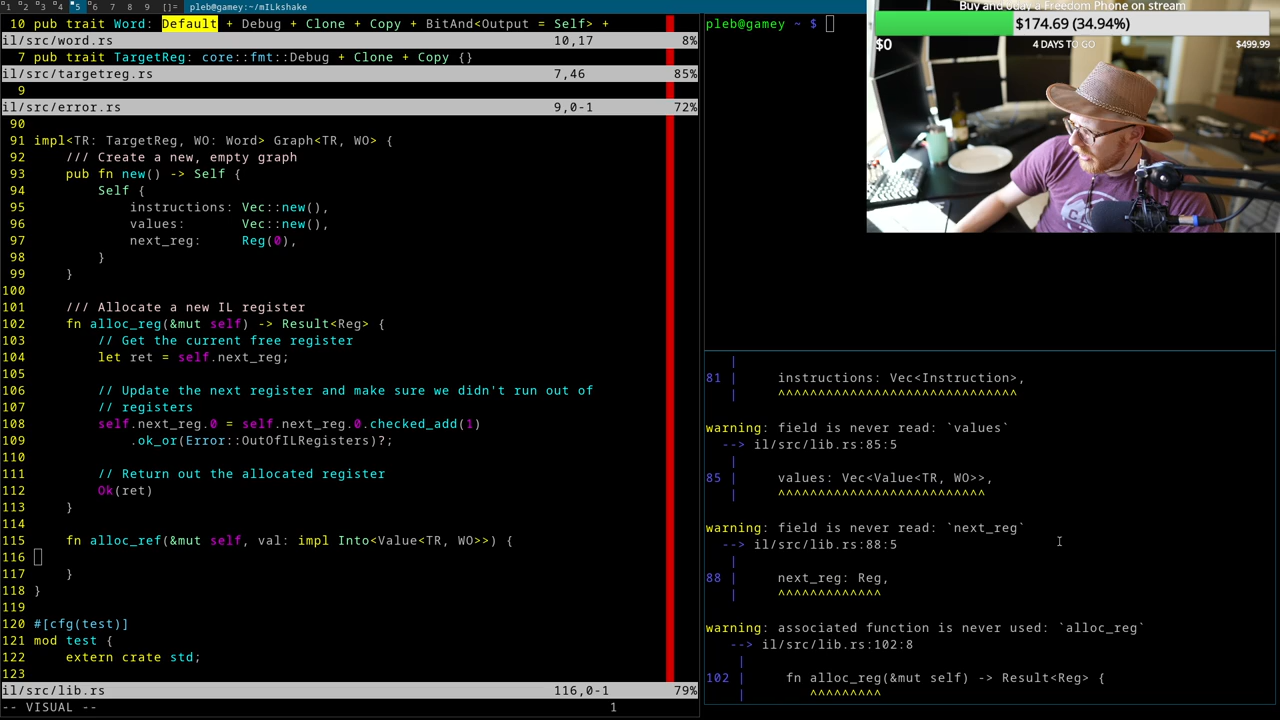 1 2 3 4 5 6 7 8 9 []= pleb@gamey:~/mILkshake
10 pub trait Word: Default + Debug + Clone + Copy + BitAnd<Output = Self> +
il/src/word.rs 10,17 8%
7 pub trait TargetReg: core::fmt::Debug + Clone + Copy {}
il/src/targetreg.rs 7,46 85%
9
il/src/error.rs 9,0-1 72%
90
91 impl<TR: TargetReg, WO: Word> Graph<TR, WO> {
92 /// Create a new, empty graph
93 pub fn new() -> Self {
94 Self {
95 instructions: Vec::new(),
96 values: Vec::new(),
97 next_reg: Reg(0),
98 }
99 }
100
101 /// Allocate a new IL register
102 fn alloc_reg(&mut self) -> Result<Reg> {
103 // Get the current free register
104 let ret = self.next_reg;
105
106 // Update the next register and make sure we didn't run out of
107 // registers
108 self.next_reg.0 = self.next_reg.0.checked_add(1)
109 .ok_or(Error::OutOfILRegisters)?;
110
111 // Return out the allocated register
112 Ok(ret)
113 }
114
115 fn alloc_ref(&mut self, val: impl Into<Value<TR, WO>>) {
116
117 }
118 }
119
120 #[cfg(test)]
121 mod test {
122 extern crate std;
123
il/src/lib.rs 116,0-1 79%
-- VISUAL -- 1
pleb@gamey ~ $
Buy and 0day a Freedom Phone on stream
$174.69 (34.94%)
$0 4 DAYS TO GO $499.99
|
81 | instructions: Vec<Instruction>,
| ^^^^^^^^^^^^^^^^^^^^^^^^^^^^^^
warning: field is never read: `values`
--> il/src/lib.rs:85:5
|
85 | values: Vec<Value<TR, WO>>,
| ^^^^^^^^^^^^^^^^^^^^^^^^^^
warning: field is never read: `next_reg`
--> il/src/lib.rs:88:5
|
88 | next_reg: Reg,
| ^^^^^^^^^^^^^
warning: associated function is never used: `alloc_reg`
--> il/src/lib.rs:102:8
|
102 | fn alloc_reg(&mut self) -> Result<Reg> {
| ^^^^^^^^^